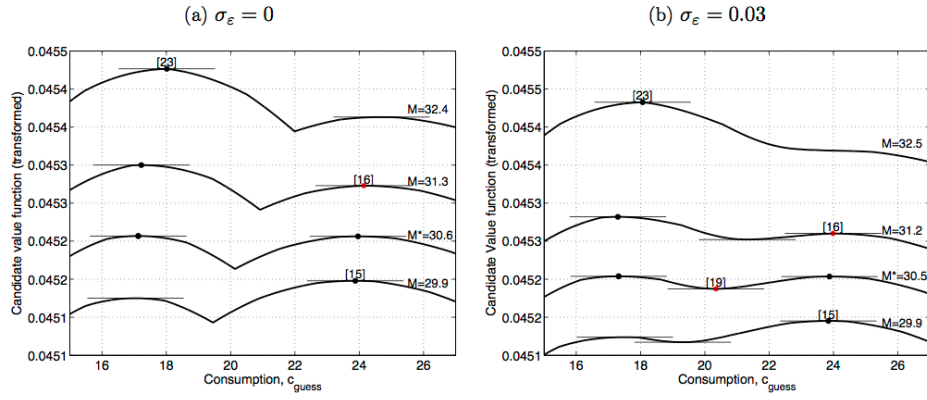 (a) σε = 0
(b) σε = 0.03
Candidate value function (transformed)
0.0455
0.0454
0.0454
0.0453
0.0453
0.0452
0.0452
0.0451
0.0451
[23]
M=32.4
[16]
M=31.3
M*=30.6
[15]
M=29.9
16 18 20 22 24 26
Consumption, cguess
Candidate Value function (transformed)
0.0455
0.0455
0.0454
0.0454
0.0453
0.0453
0.0452
0.0452
0.0451
[23]
M=32.5
[16]
M=31.2
[19]
M*=30.5
[15]
M=29.9
16 18 20 22 24 26
Consumption, cguess